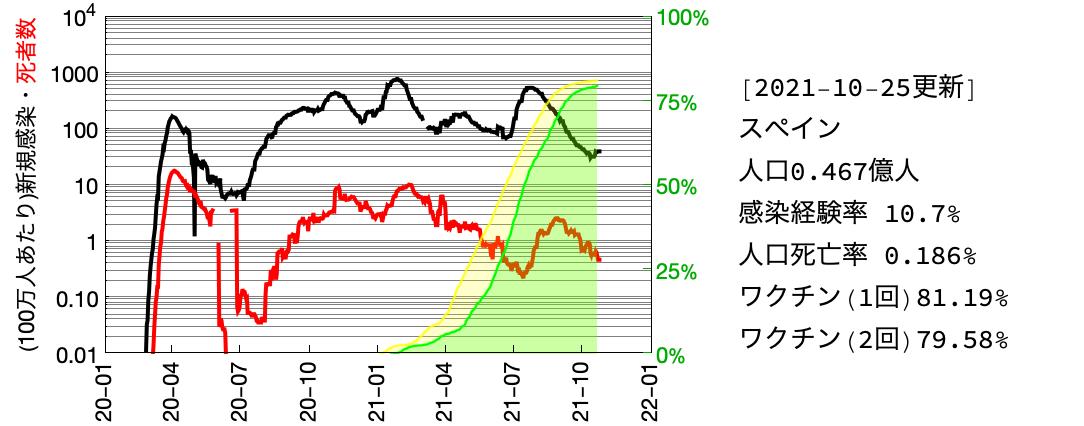 (100万人あたり)新規感染・死者数
10^4
1000
100
10
1
0.10
0.01
100%
75%
50%
25%
0%
20-01
20-04
20-07
20-10
21-01
21-04
21-07
21-10
22-01
[2021-10-25更新]
スペイン
人口0.467億人
感染経験率 10.7%
人口死亡率 0.186%
ワクチン(1回)81.19%
ワクチン(2回)79.58%